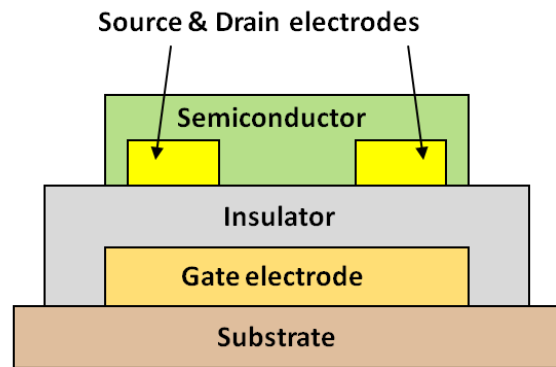 Source & Drain electrodes
Semiconductor
Insulator
Gate electrode
Substrate